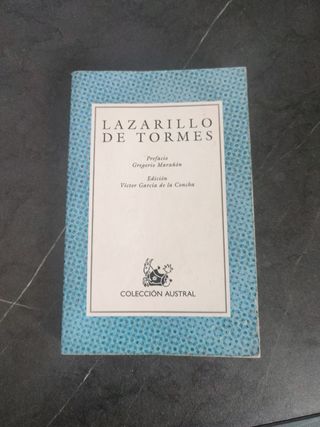 LAZARILLO
DE TORMES
Prefacio
Gregorio Marañón
Edición
Víctor García de la Concha
COLECCIÓN AUSTRAL